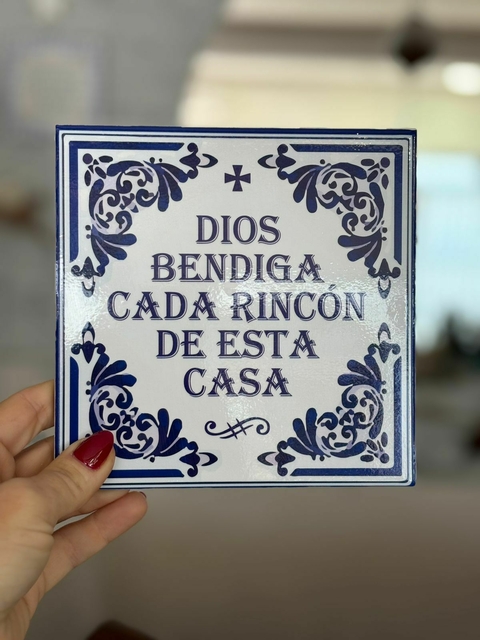 DIOS
BENDIGA
CADA RINCÓN
DE ESTA
CASA